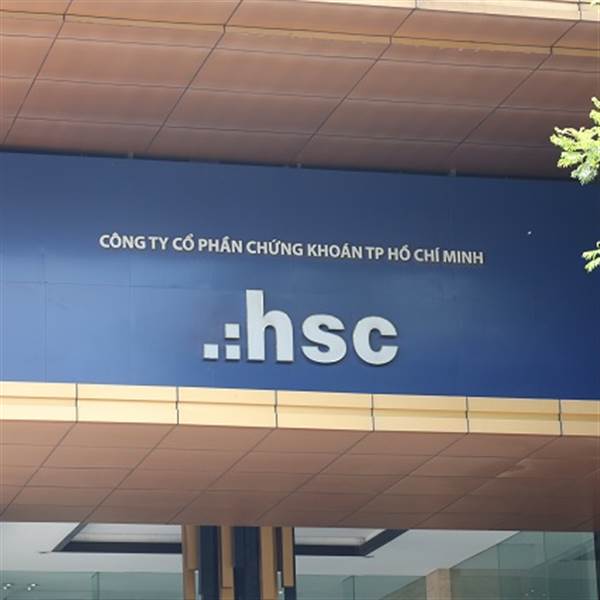 CÔNG TY CỔ PHẦN CHỨNG KHOÁN TP HỒ CHÍ MINH
.:hsc